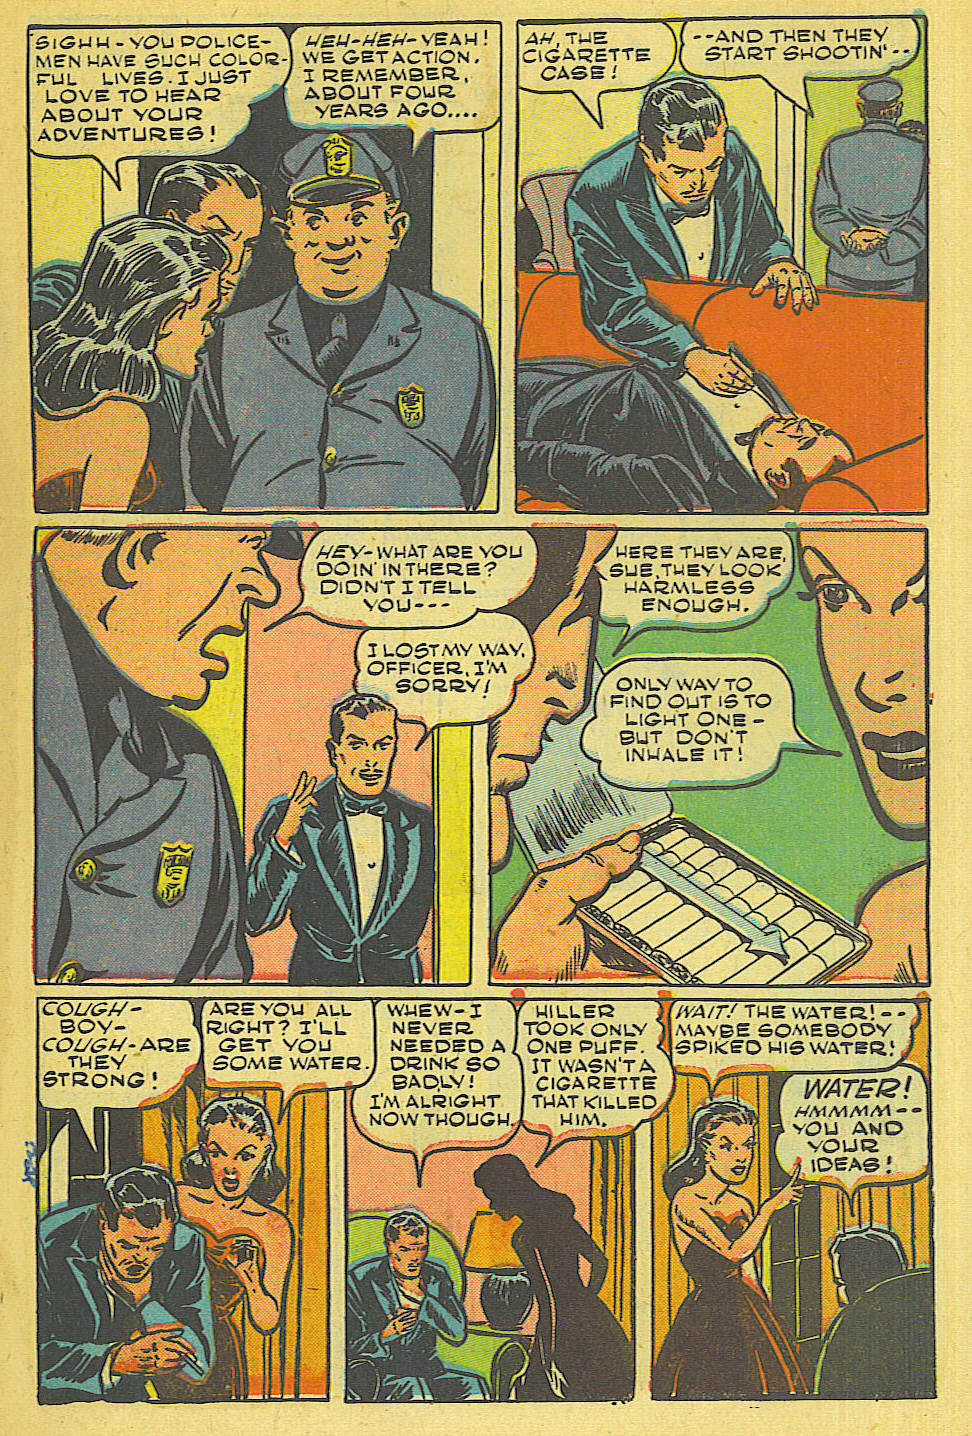 SIGHH-YOU POLICE-
MEN HAVE SUCH COLOR-
FUL LIVES. I JUST
LOVE TO HEAR
ABOUT YOUR
ADVENTURES!
HEH-HEH-YEAH!
WE GET ACTION.
I REMEMBER,
ABOUT FOUR
YEARS AGO....
AH, THE
CIGARETTE
CASE!
--AND THEN THEY
START SHOOTIN'--
HEY-WHAT ARE YOU
DOIN' IN THERE?
DIDN'T I TELL
YOU---
I LOST MY WAY,
OFFICER, I'M
SORRY!
HERE THEY ARE,
SUE, THEY LOOK
HARMLESS
ENOUGH.
ONLY WAY TO
FIND OUT IS TO
LIGHT ONE-
BUT DON'T
INHALE IT!
COUGH-
BOY-
COUGH-ARE
THEY
STRONG!
ARE YOU ALL
RIGHT? I'LL
GET YOU
SOME WATER.
WHEW-I
NEVER
NEEDED A
DRINK SO
BADLY!
I'M ALRIGHT
NOW THOUGH.
HILLER
TOOK ONLY
ONE PUFF.
IT WASN'T A
CIGARETTE
THAT KILLED
HIM.
WAIT! THE WATER!--
MAYBE SOMEBODY
SPIKED HIS WATER!
WATER!
HMMMM--
YOU AND
YOUR
IDEAS!